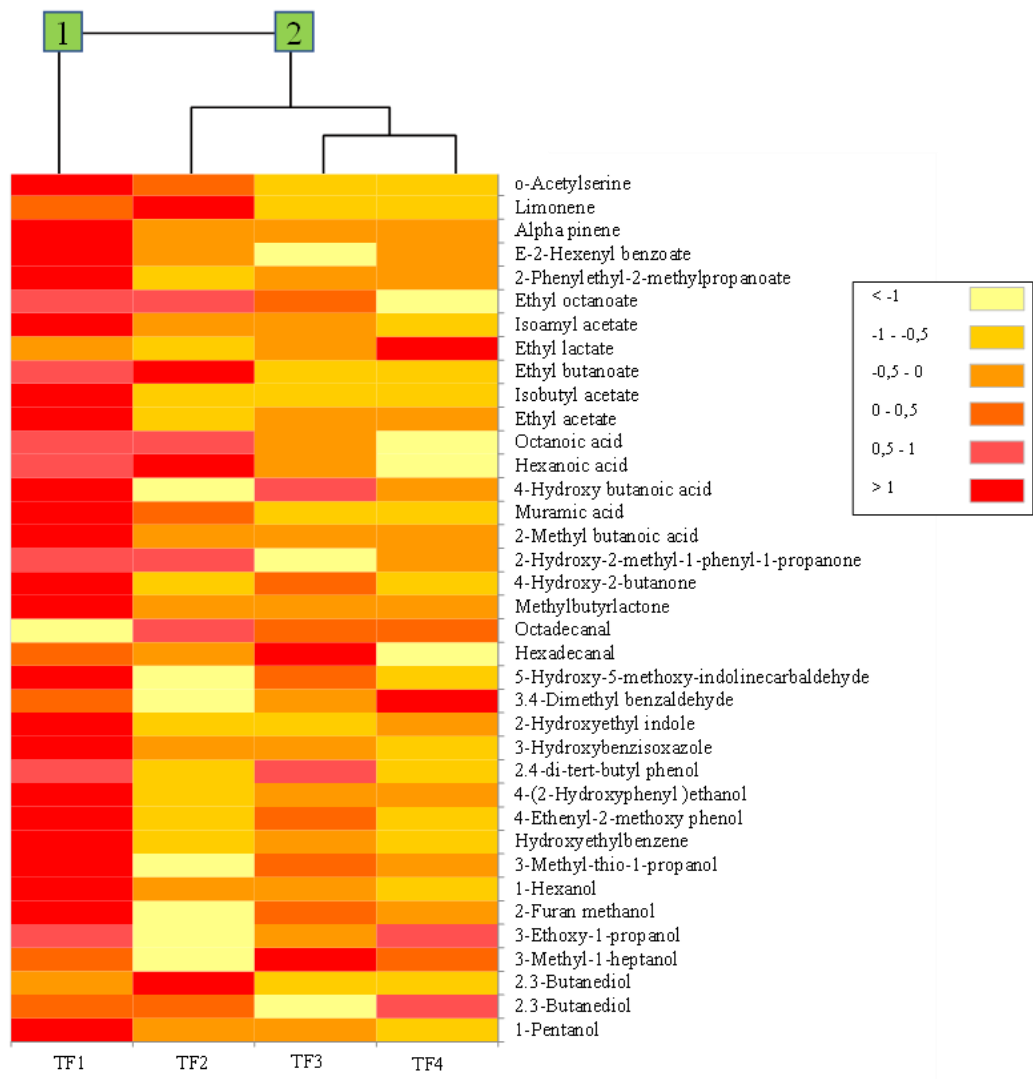 1
2
o-Acetylserine
Limonene
Alpha pinene
E-2-Hexenyl benzoate
2-Phenylethyl-2-methylpropanoate
Ethyl octanoate
Isoamyl acetate
Ethyl lactate
Ethyl butanoate
Isobutyl acetate
Ethyl acetate
Octanoic acid
Hexanoic acid
4-Hydroxy butanoic acid
Muramic acid
2-Methyl butanoic acid
2-Hydroxy-2-methyl-1-phenyl-1-propanone
4-Hydroxy-2-butanone
Methylbutyrlactone
Octadecanal
Hexadecanal
5-Hydroxy-5-methoxy-indolinecarbaldehyde
3.4-Dimethyl benzaldehyde
2-Hydroxyethyl indole
3-Hydroxybenzisoxazole
2.4-di-tert-butyl phenol
4-(2-Hydroxyphenyl )ethanol
4-Ethenyl-2-methoxy phenol
Hydroxyethylbenzene
3-Methyl-thio-1-propanol
1-Hexanol
2-Furan methanol
3-Ethoxy-1-propanol
3-Methyl-1-heptanol
2.3-Butanediol
2.3-Butanediol
1-Pentanol
TF1 TF2 TF3 TF4
< -1
-1 - -0,5
-0,5 - 0
0 - 0,5
0,5 - 1
> 1